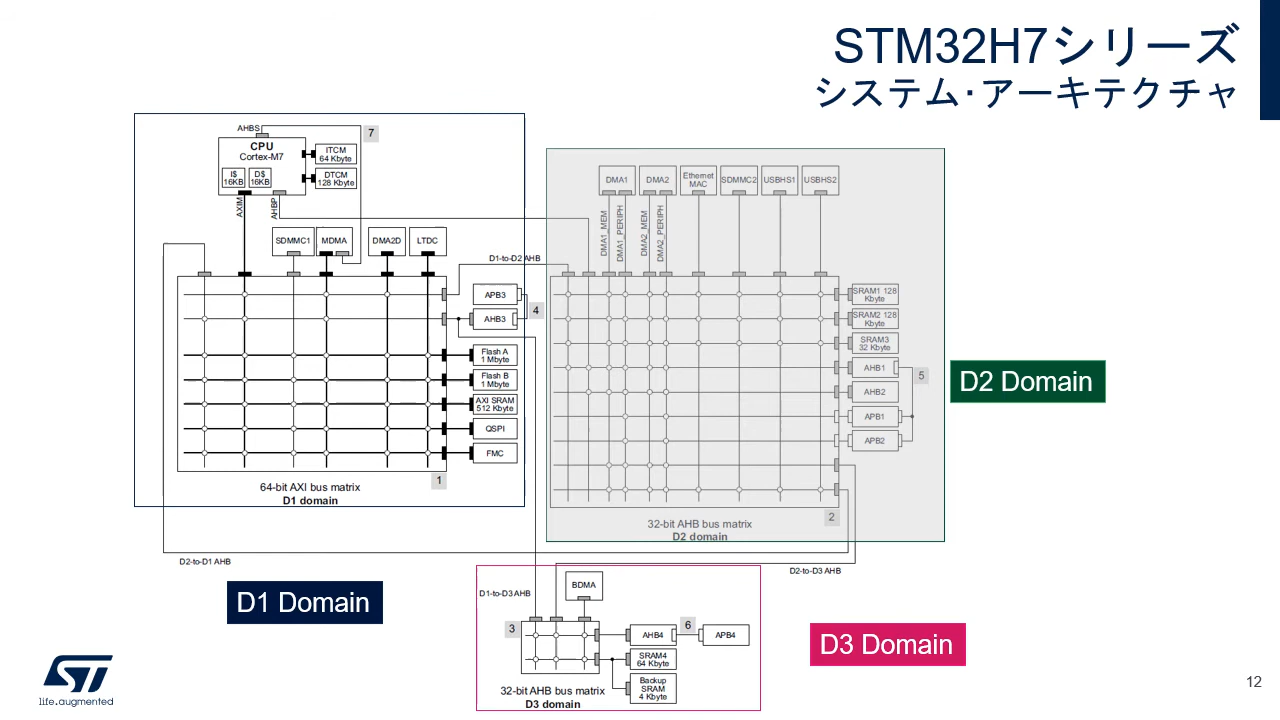 STM32H7シリーズ
システム･アーキテクチャ
AHBS
7
CPU
Cortex-M7
I$
16KB
D$
16KB
ITCM
64 Kbyte
DTCM
128 Kbyte
AXIM
AHBP
SDMMC1
MDMA
DMA2D
LTDC
D1-to-D2 AHB
APB3
4
AHB3
Flash A
1 Mbyte
Flash B
1 Mbyte
AXI SRAM
512 Kbyte
QSPI
FMC
1
64-bit AXI bus matrix
D1 domain
DMA1
DMA2
Ethernet
MAC
SDMMC2
USBHS1
USBHS2
DMA1_MEM
DMA1_PERIPH
DMA2_MEM
DMA2_PERIPH
SRAM1 128
Kbyte
SRAM2 128
Kbyte
SRAM3
32 Kbyte
AHB1
5
AHB2
APB1
APB2
2
32-bit AHB bus matrix
D2 domain
D2 Domain
D2-to-D1 AHB
D2-to-D3 AHB
D1 Domain
D1-to-D3 AHB
BDMA
3
AHB4
6
APB4
SRAM4
64 Kbyte
Backup
SRAM
4 Kbyte
32-bit AHB bus matrix
D3 domain
D3 Domain
ST
life.augmented
12